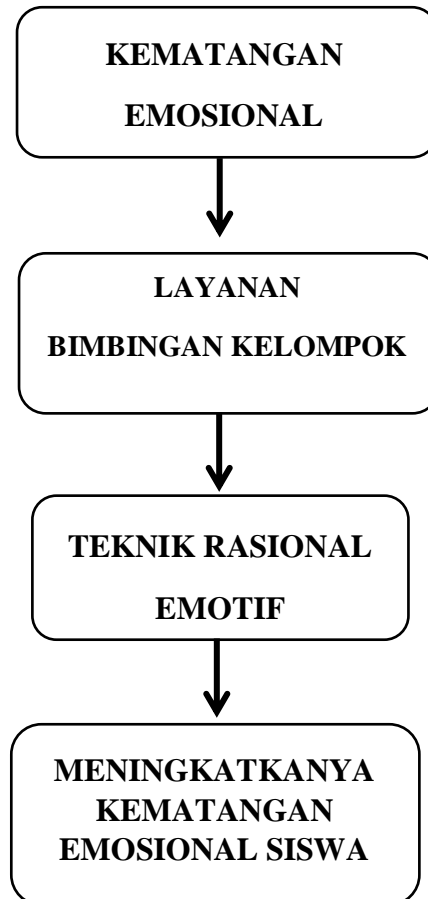 KEMATANGAN
EMOSIONAL
LAYANAN
BIMBINGAN KELOMPOK
TEKNIK RASIONAL
EMOTIF
MENINGKATKANYA
KEMATANGAN
EMOSIONAL SISWA